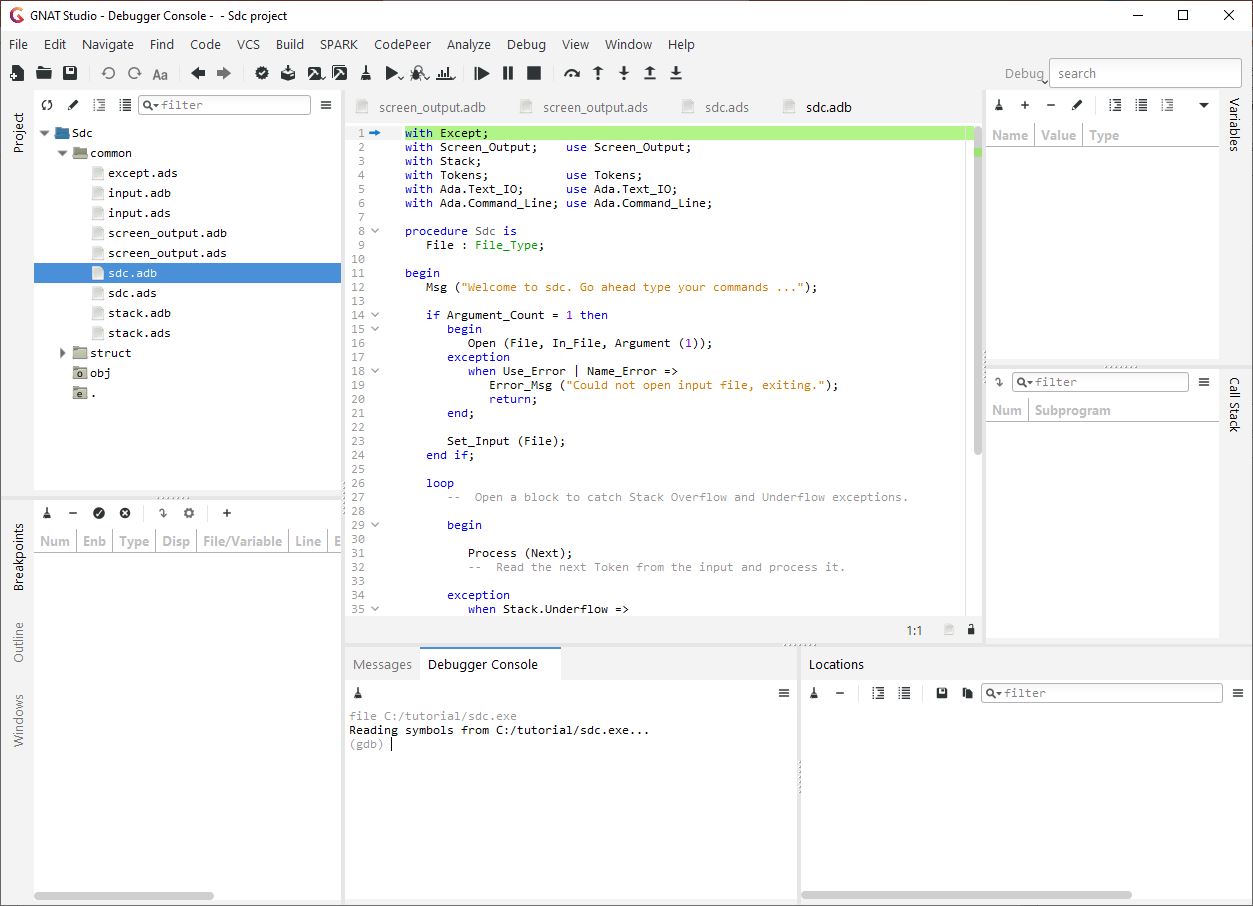 GNAT Studio - Debugger Console -  - Sdc project
File Edit Navigate Find Code VCS Build SPARK CodePeer Analyze Debug View Window Help
Aa
Debug
search
Project
filter
Sdc
common
except.ads
input.adb
input.ads
screen_output.adb
screen_output.ads
sdc.adb
sdc.ads
stack.adb
stack.ads
struct
obj
.
Breakpoints
Outline
Windows
Num Enb Type Disp File/Variable Line E
screen_output.adb screen_output.ads sdc.ads sdc.adb
1 with Except;
2 with Screen_Output;    use Screen_Output;
3 with Stack;
4 with Tokens;           use Tokens;
5 with Ada.Text_IO;      use Ada.Text_IO;
6 with Ada.Command_Line; use Ada.Command_Line;
7
8 procedure Sdc is
9    File : File_Type;
10
11 begin
12    Msg ("Welcome to sdc. Go ahead type your commands ...");
13
14    if Argument_Count = 1 then
15       begin
16          Open (File, In_File, Argument (1));
17       exception
18          when Use_Error | Name_Error =>
19             Error_Msg ("Could not open input file, exiting.");
20             return;
21       end;
22
23       Set_Input (File);
24    end if;
25
26    loop
27       --  Open a block to catch Stack Overflow and Underflow exceptions.
28
29       begin
30
31          Process (Next);
32          --  Read the next Token from the input and process it.
33
34       exception
35          when Stack.Underflow =>
1:1
Messages Debugger Console
file C:/tutorial/sdc.exe
Reading symbols from C:/tutorial/sdc.exe...
(gdb)
Locations
filter
Variables
Name Value Type
Call Stack
filter
Num Subprogram